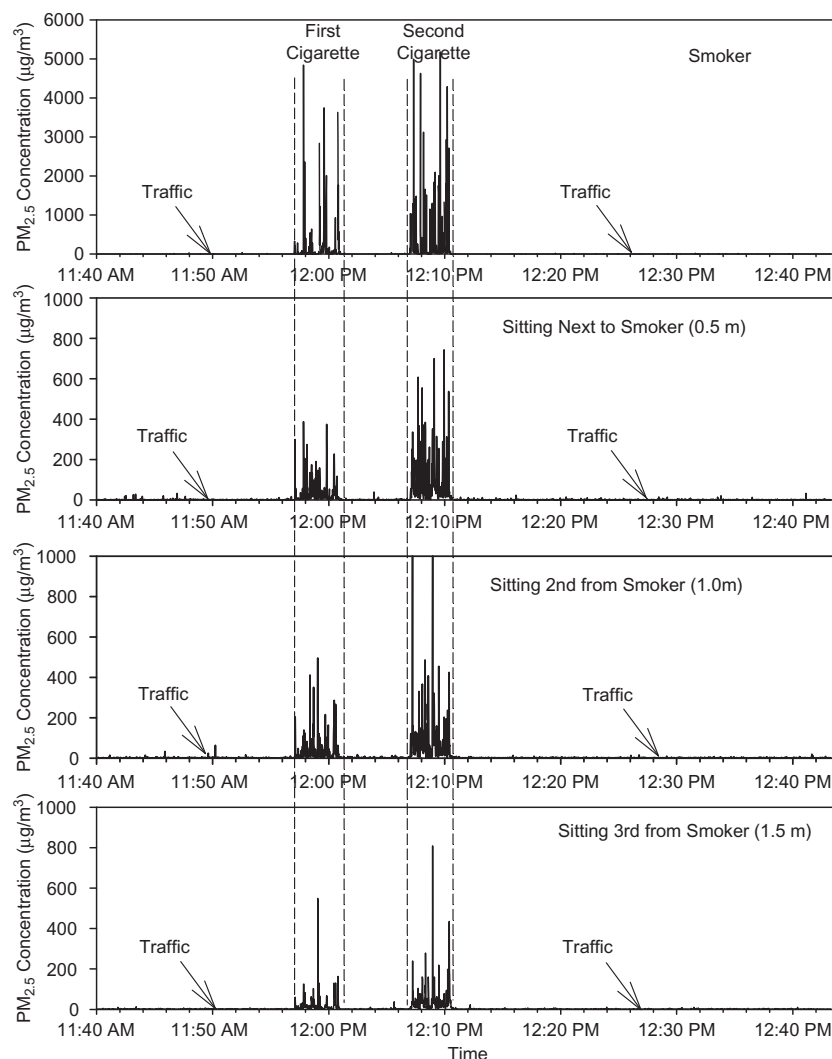 First Cigarette
Second Cigarette
Smoker
PM2.5 Concentration (μg/m3)
6000
5000
4000
3000
2000
1000
0
Traffic
Traffic
11:40 AM 11:50 AM 12:00 PM 12:10 PM 12:20 PM 12:30 PM 12:40 PM
Sitting Next to Smoker (0.5 m)
PM2.5 Concentration (μg/m3)
1000
800
600
400
200
0
Traffic
Traffic
11:40 AM 11:50 AM 12:00 PM 12:10 PM 12:20 PM 12:30 PM 12:40 PM
Sitting 2nd from Smoker (1.0m)
PM2.5 Concentration (μg/m3)
1000
800
600
400
200
0
Traffic
Traffic
11:40 AM 11:50 AM 12:00 PM 12:10 PM 12:20 PM 12:30 PM 12:40 PM
Sitting 3rd from Smoker (1.5 m)
PM2.5 Concentration (μg/m3)
1000
800
600
400
200
0
Traffic
Traffic
11:40 AM 11:50 AM 12:00 PM 12:10 PM 12:20 PM 12:30 PM 12:40 PM
Time